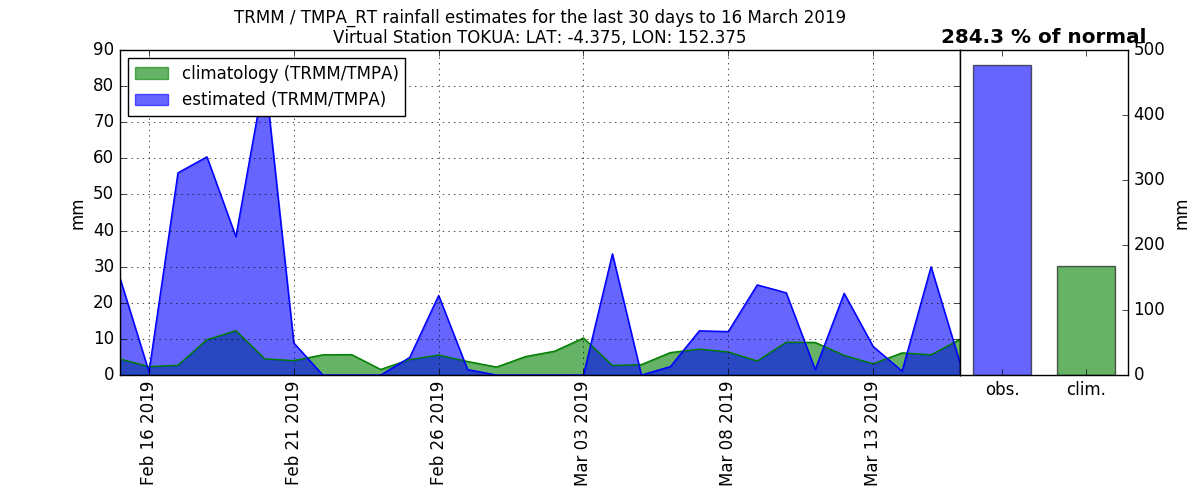 TRMM / TMPA_RT rainfall estimates for the last 30 days to 16 March 2019
Virtual Station TOKUA: LAT: -4.375, LON: 152.375
284.3 % of normal
climatology (TRMM/TMPA)
estimated (TRMM/TMPA)
90
80
70
60
50
40
30
20
10
0
mm
Feb 16 2019
Feb 21 2019
Feb 26 2019
Mar 03 2019
Mar 08 2019
Mar 13 2019
500
400
300
200
100
0
mm
obs.
clim.